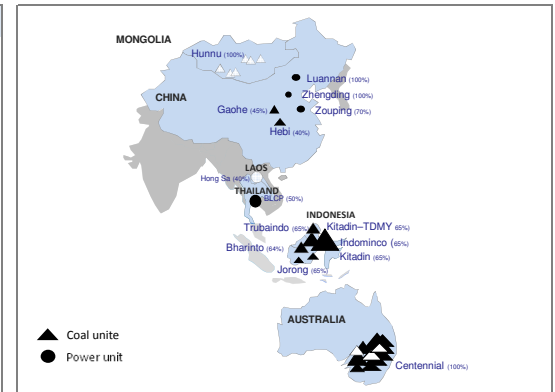 MONGOLIA
Hunnu (100%)
Luannan (100%)
CHINA
Zhengding (100%)
Gaohe (45%)
Zouping (70%)
Hebi (40%)
LAOS
Hong Sa (40%)
THAILAND
BLCP (50%)
INDONESIA
Trubaindo (65%)
Kitadin–TDMY 65%)
Bharinto (64%)
Indominco (65%)
Kitadin (65%)
Jorong (65%)
AUSTRALIA
Coal unite
Power unit
Centennial (100%)